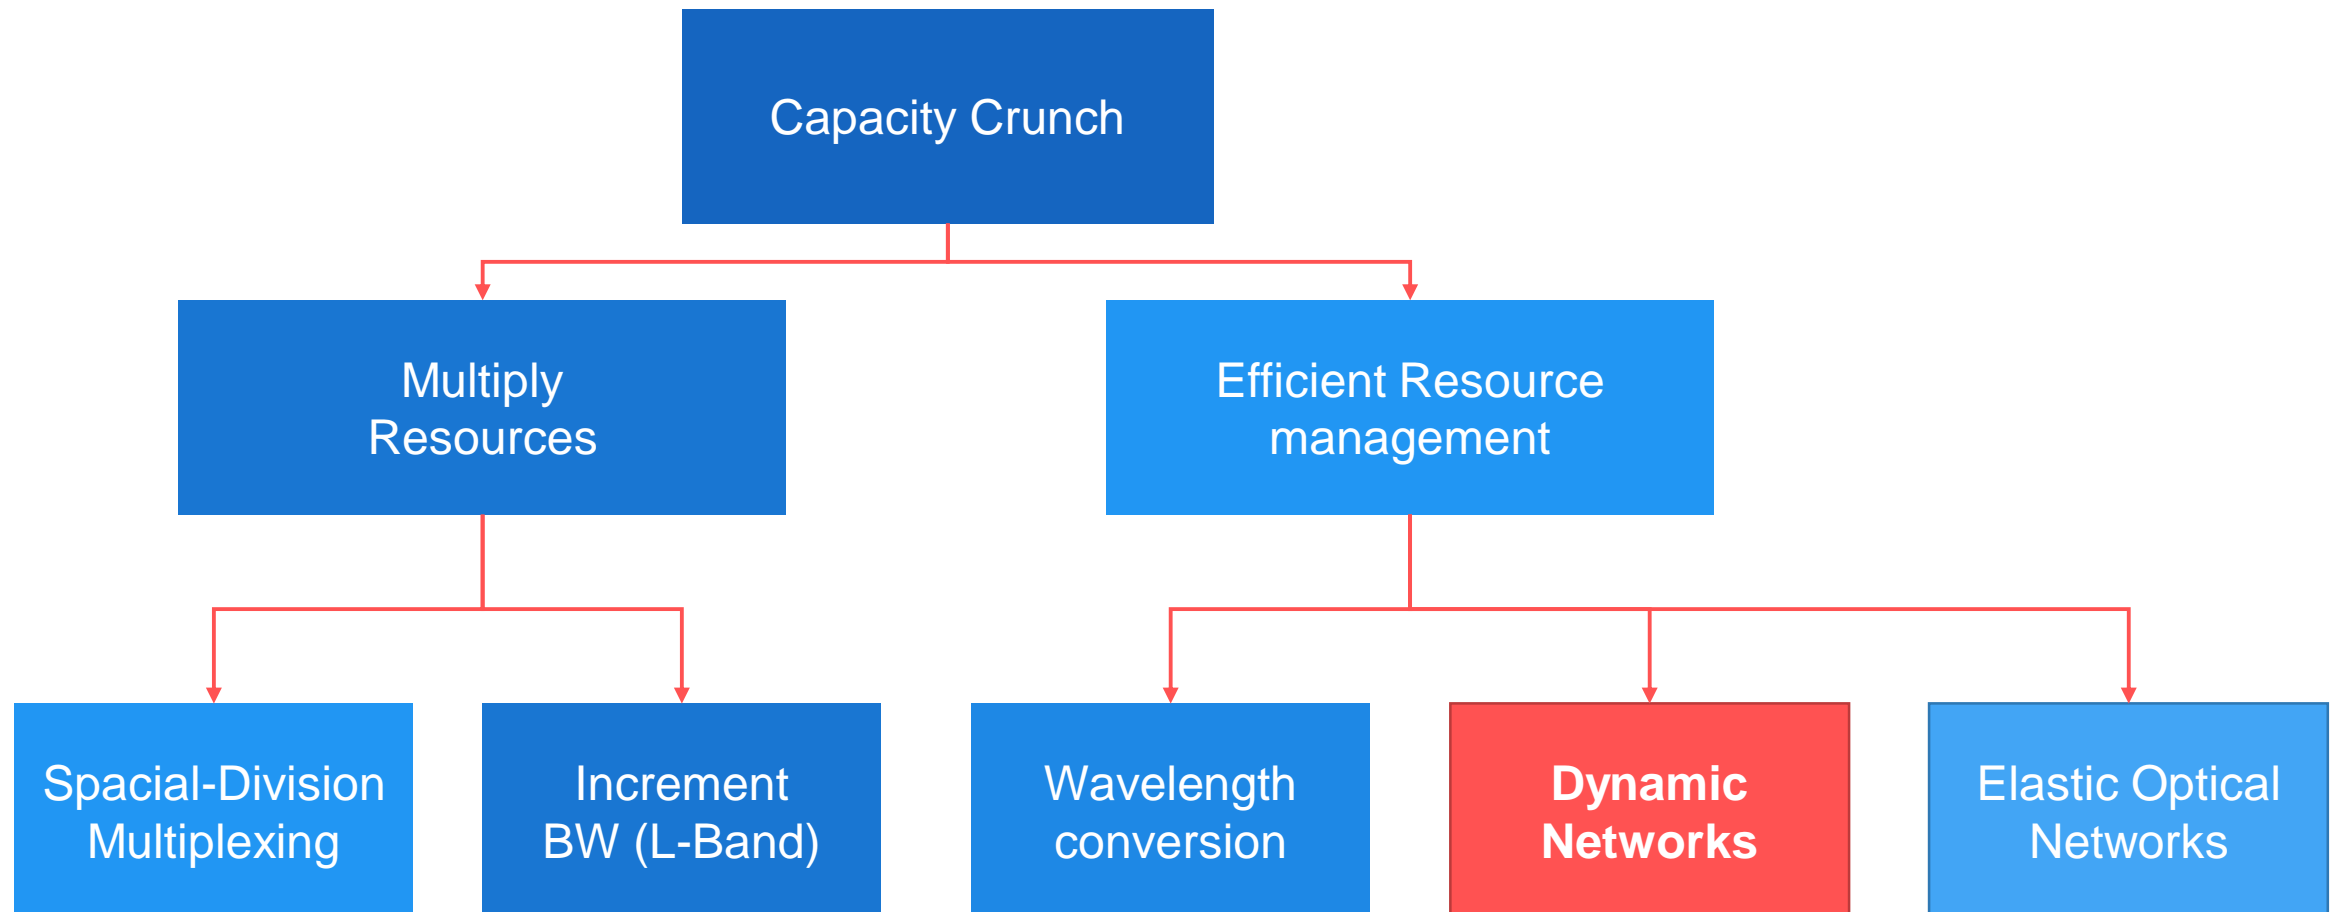 Capacity Crunch
Multiply
Resources
Efficient Resource
management
Spacial-Division
Multiplexing
Increment
BW (L-Band)
Wavelength
conversion
Dynamic
Networks
Elastic Optical
Networks